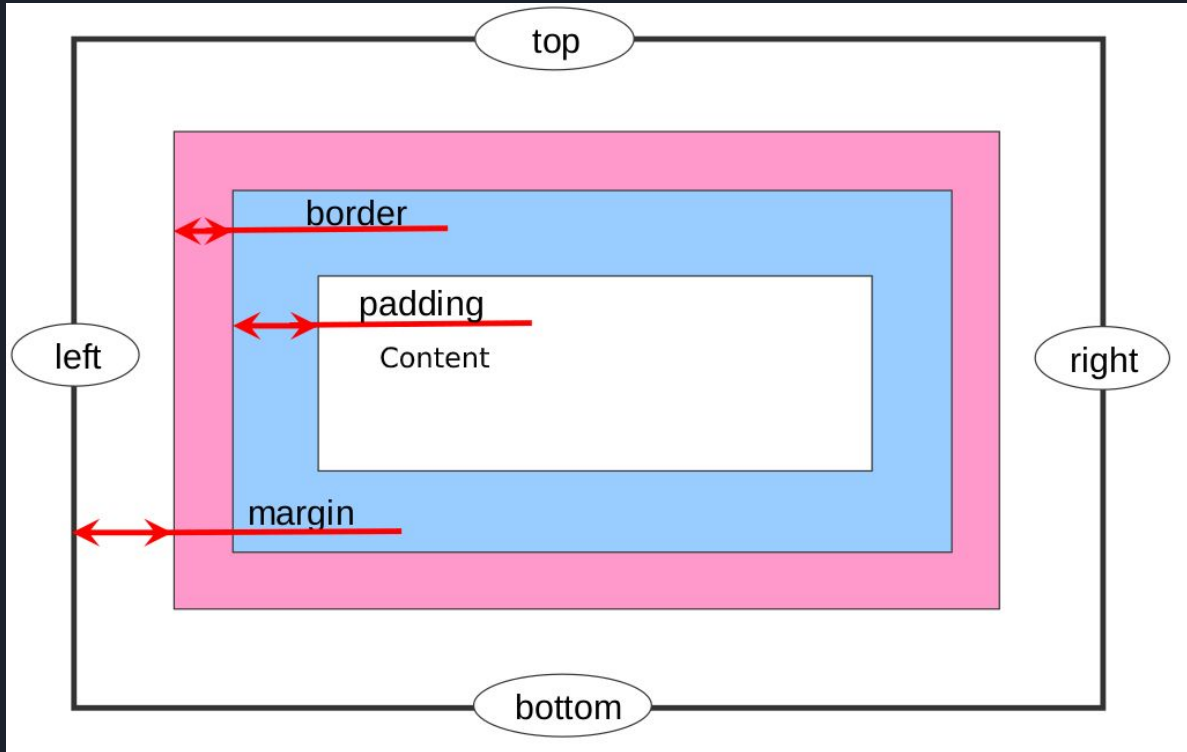 top
border
padding
left
Content
right
margin
bottom